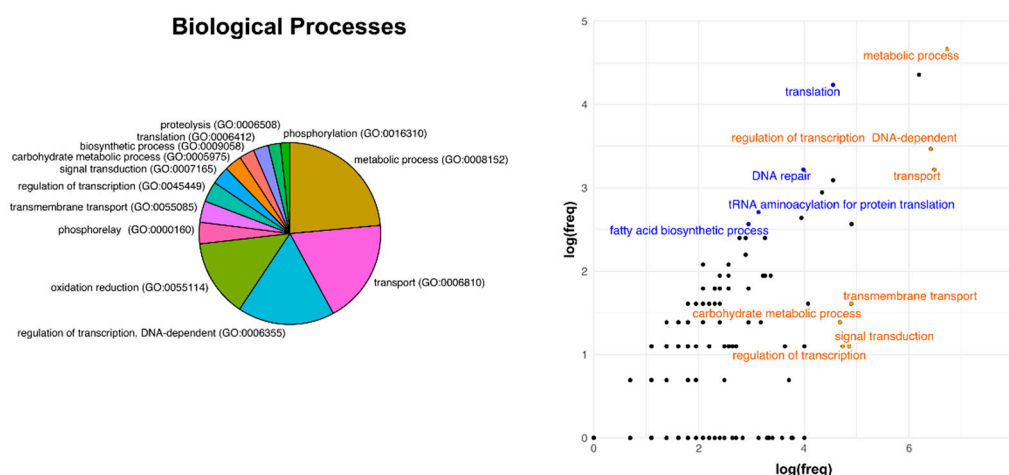 Biological Processes
proteolysis (GO:0006508)
translation (GO:0006412)
biosynthetic process (GO:0009058)
carbohydrate metabolic process (GO:0005975)
signal transduction (GO:0007165)
regulation of transcription (GO:0045449)
transmembrane transport (GO:0055085)
phosphorelay (GO:0000160)
oxidation reduction (GO:0055114)
regulation of transcription, DNA-dependent (GO:0006355)
phosphorylation (GO:0016310)
metabolic process (GO:0008152)
transport (GO:0006810)
5
4
3
2
1
0
log(freq)
metabolic process
translation
regulation of transcription DNA-dependent
DNA repair
transport
tRNA aminoacylation for protein translation
fatty acid biosynthetic process
transmembrane transport
carbohydrate metabolic process
signal transduction
regulation of transcription
0
2
4
6
log(freq)